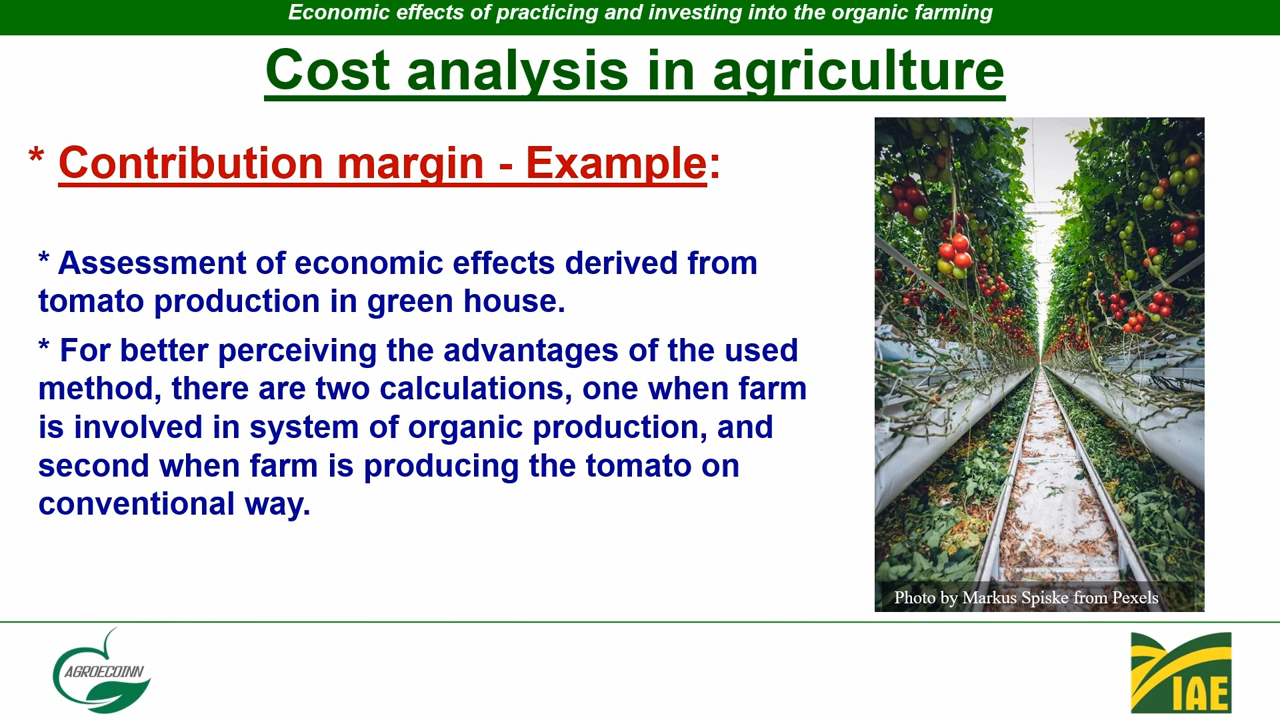 Economic effects of practicing and investing into the organic farming
Cost analysis in agriculture
* Contribution margin - Example:
* Assessment of economic effects derived from
tomato production in green house.
* For better perceiving the advantages of the used
method, there are two calculations, one when farm
is involved in system of organic production, and
second when farm is producing the tomato on
conventional way.
Photo by Markus Spiske from Pexels
AGROECOINN
IAE